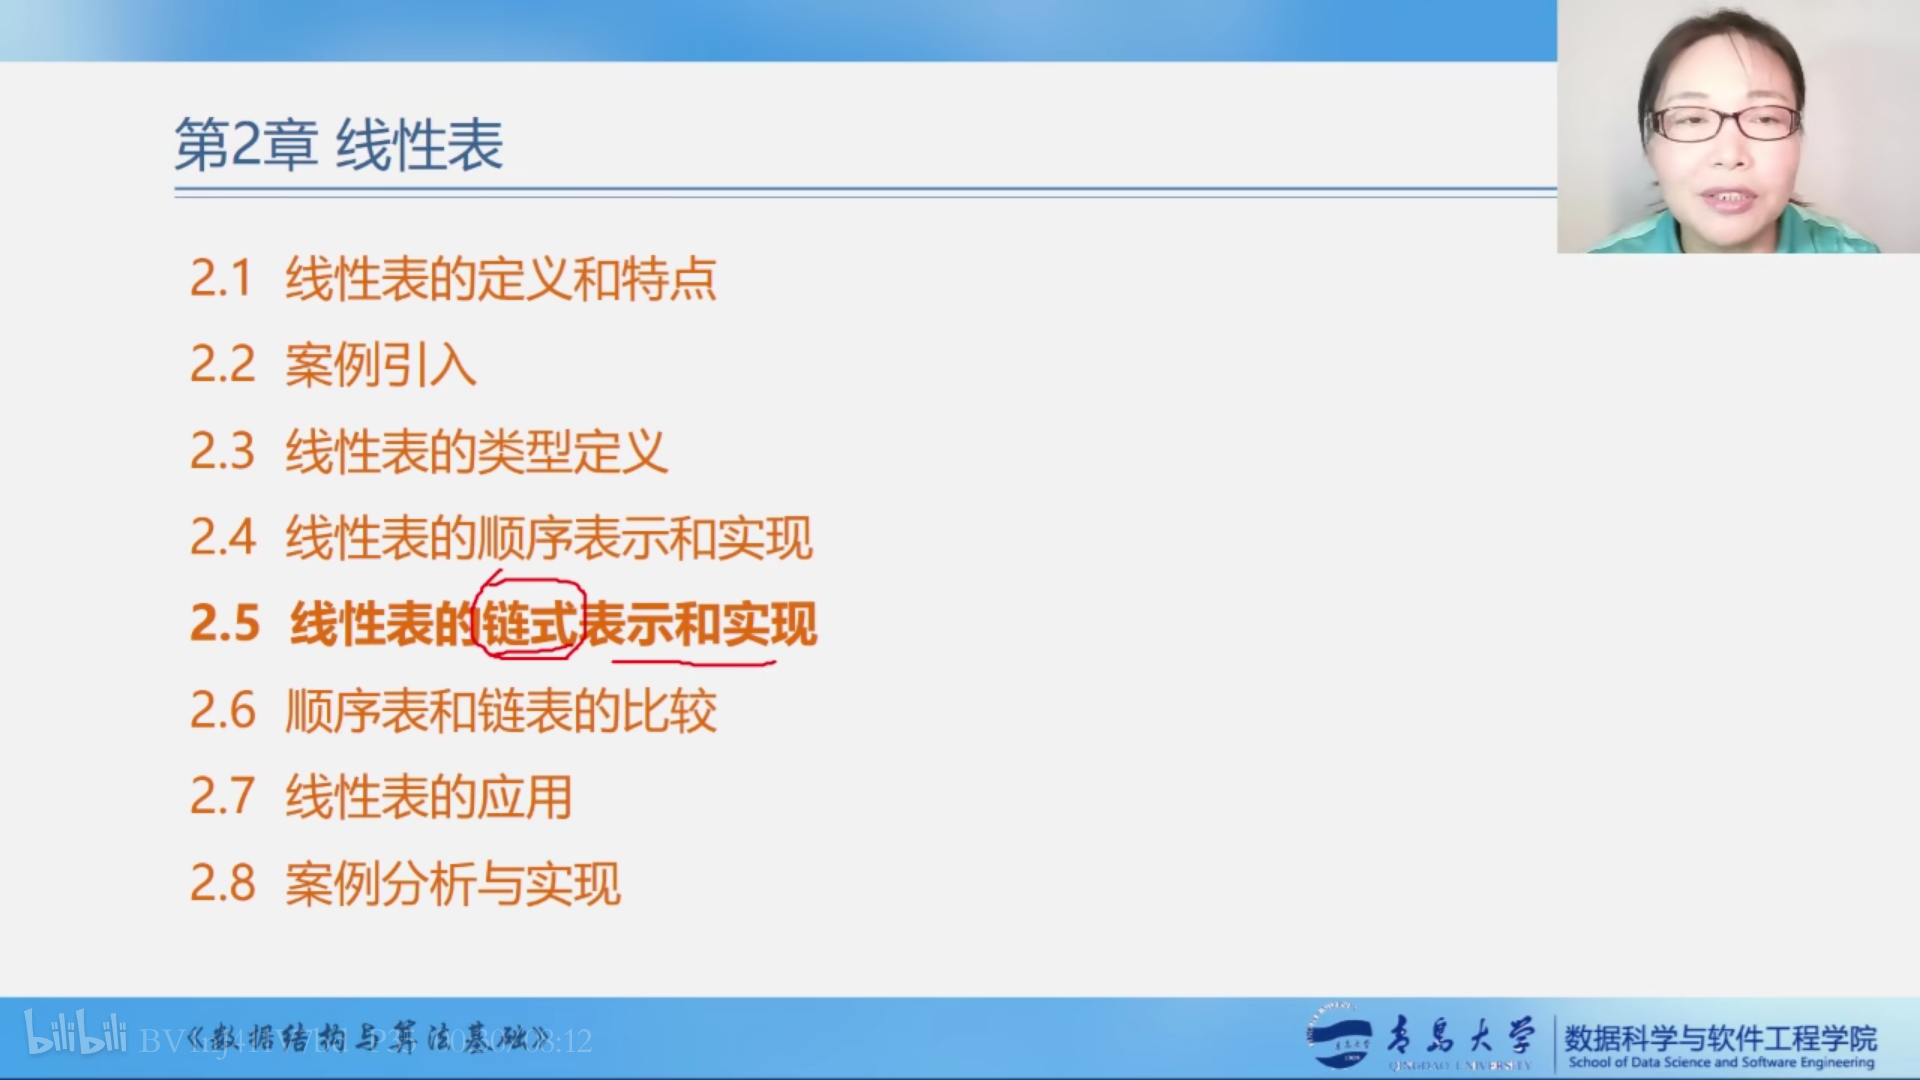 第2章 线性表
2.1 线性表的定义和特点
2.2 案例引入
2.3 线性表的类型定义
2.4 线性表的顺序表示和实现
2.5 线性表的链式表示和实现
2.6 顺序表和链表的比较
2.7 线性表的应用
2.8 案例分析与实现
bilibili
《数据结构与算法基础》
青岛大学
QINGDAO UNIVERSITY
数据科学与软件工程学院
School of Data Science and Software Engineering